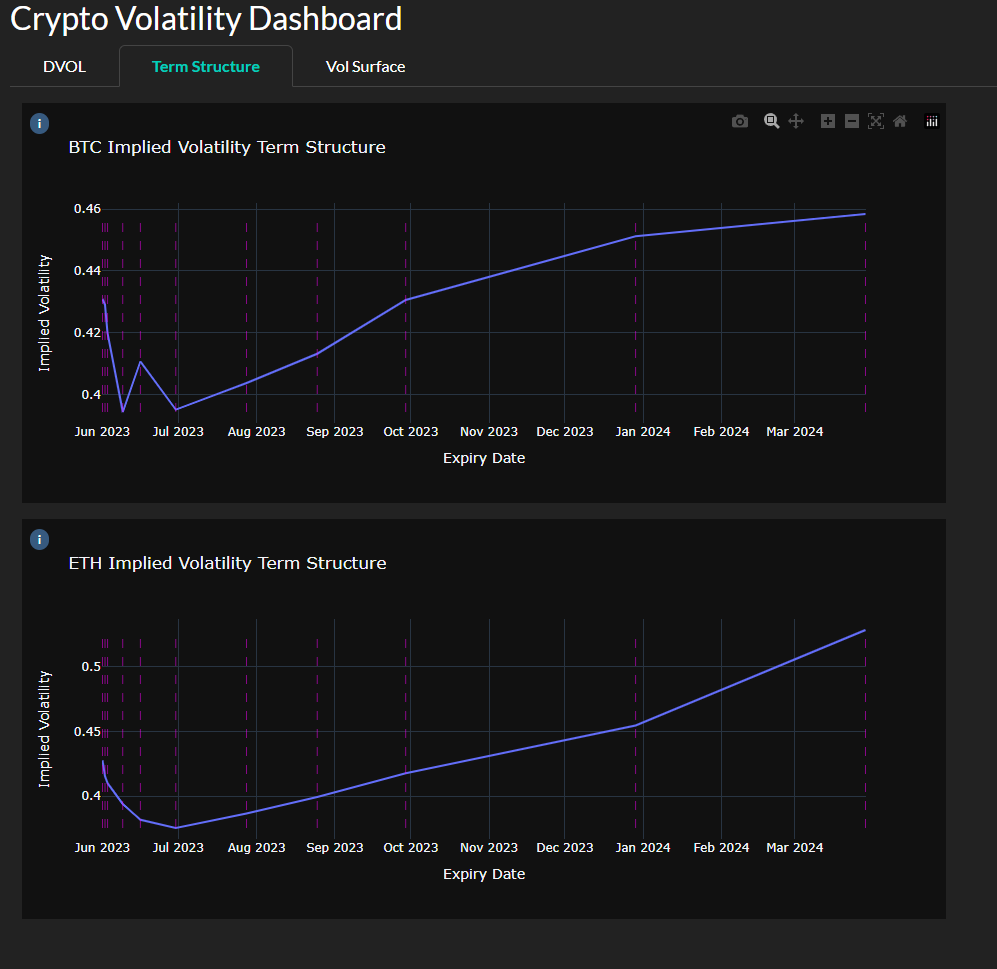 Crypto Volatility Dashboard
DVOL Term Structure Vol Surface
i
BTC Implied Volatility Term Structure
Implied Volatility
0.46
0.44
0.42
0.4
Jun 2023 Jul 2023 Aug 2023 Sep 2023 Oct 2023 Nov 2023 Dec 2023 Jan 2024 Feb 2024 Mar 2024
Expiry Date
i
ETH Implied Volatility Term Structure
Implied Volatility
0.5
0.45
0.4
Jun 2023 Jul 2023 Aug 2023 Sep 2023 Oct 2023 Nov 2023 Dec 2023 Jan 2024 Feb 2024 Mar 2024
Expiry Date